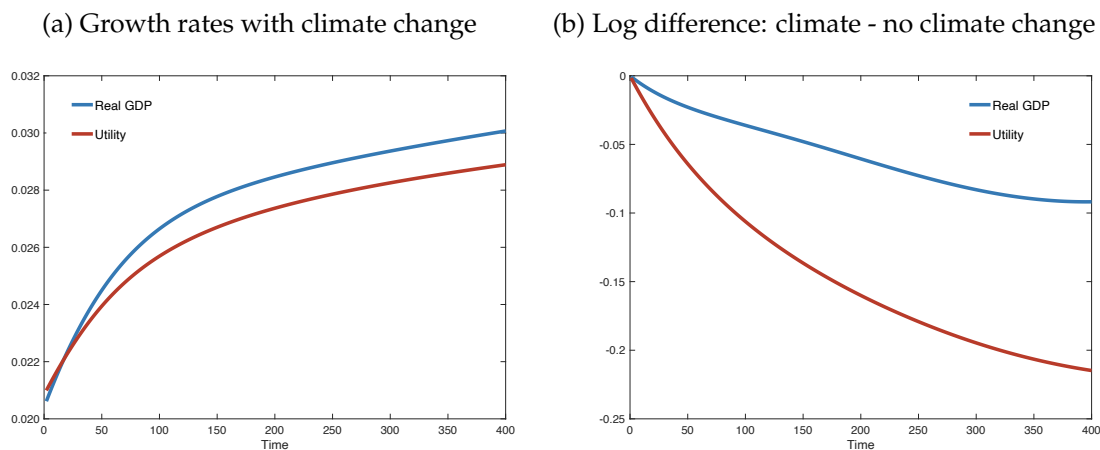 (a) Growth rates with climate change
0.032
0.030
0.028
0.026
0.024
0.022
0.020
Real GDP
Utility
0 50 100 150 200 250 300 350 400
Time
(b) Log difference: climate - no climate change
0
-0.05
-0.1
-0.15
-0.2
-0.25
Real GDP
Utility
0 50 100 150 200 250 300 350 400
Time